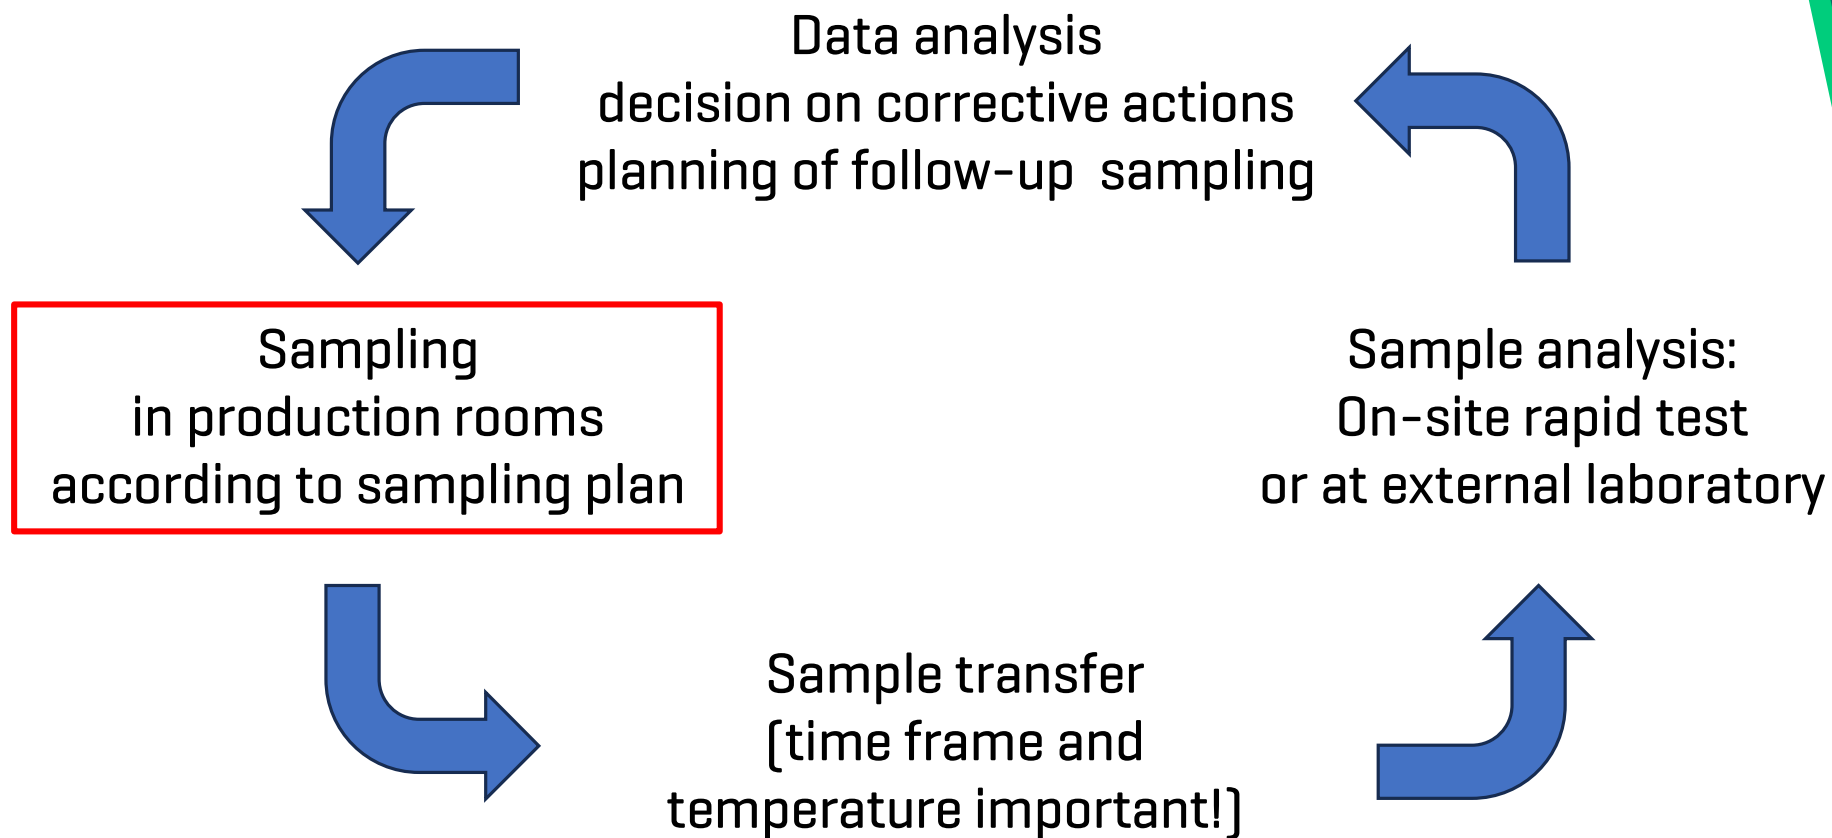 Data analysis
decision on corrective actions
planning of follow-up  sampling
Sampling
in production rooms
according to sampling plan
Sample analysis:
On-site rapid test
or at external laboratory
Sample transfer
(time frame and
temperature important!)